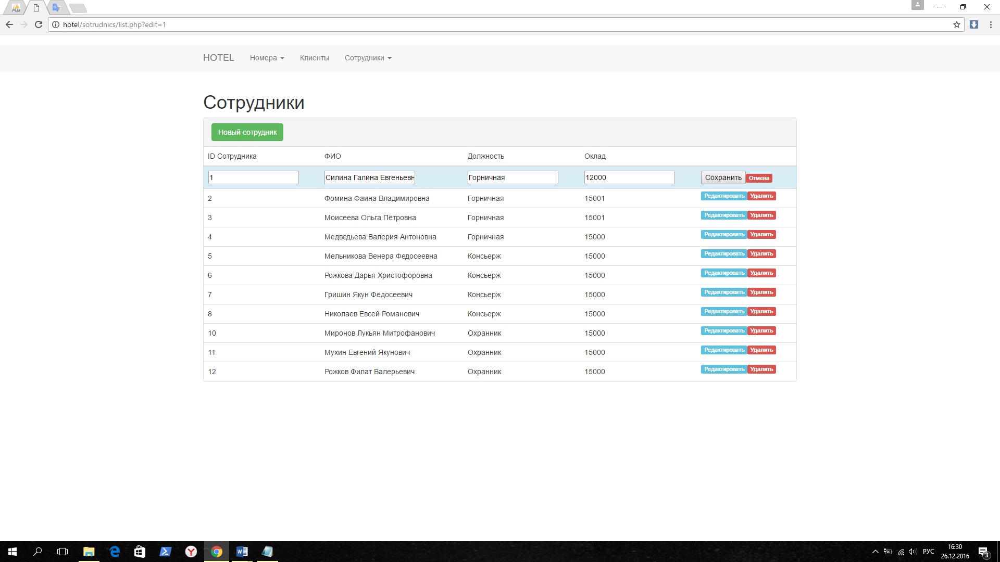 PMA
hotel/sotrudnics/list.php?edit=1
HOTEL Номера Клиенты Сотрудники
Сотрудники
Новый сотрудник
ID Сотрудника ФИО Должность Оклад
1 Силина Галина Евгеньевн Горничная 12000 Сохранить Отмена
2 Фомина Фаина Владимировна Горничная 15001 Редактировать Удалить
3 Моисеева Ольга Пётровна Горничная 15001 Редактировать Удалить
4 Медведьева Валерия Антоновна Горничная 15000 Редактировать Удалить
5 Мельникова Венера Федосеевна Консьерж 15000 Редактировать Удалить
6 Рожкова Дарья Христофоровна Консьерж 15000 Редактировать Удалить
7 Гришин Якун Федосеевич Консьерж 15000 Редактировать Удалить
8 Николаев Евсей Романович Консьерж 15000 Редактировать Удалить
10 Миронов Лукьян Митрофанович Охранник 15000 Редактировать Удалить
11 Мухин Евгений Якунович Охранник 15000 Редактировать Удалить
12 Рожков Филат Валерьевич Охранник 15000 Редактировать Удалить
РУС 16:30
26.12.2016 3